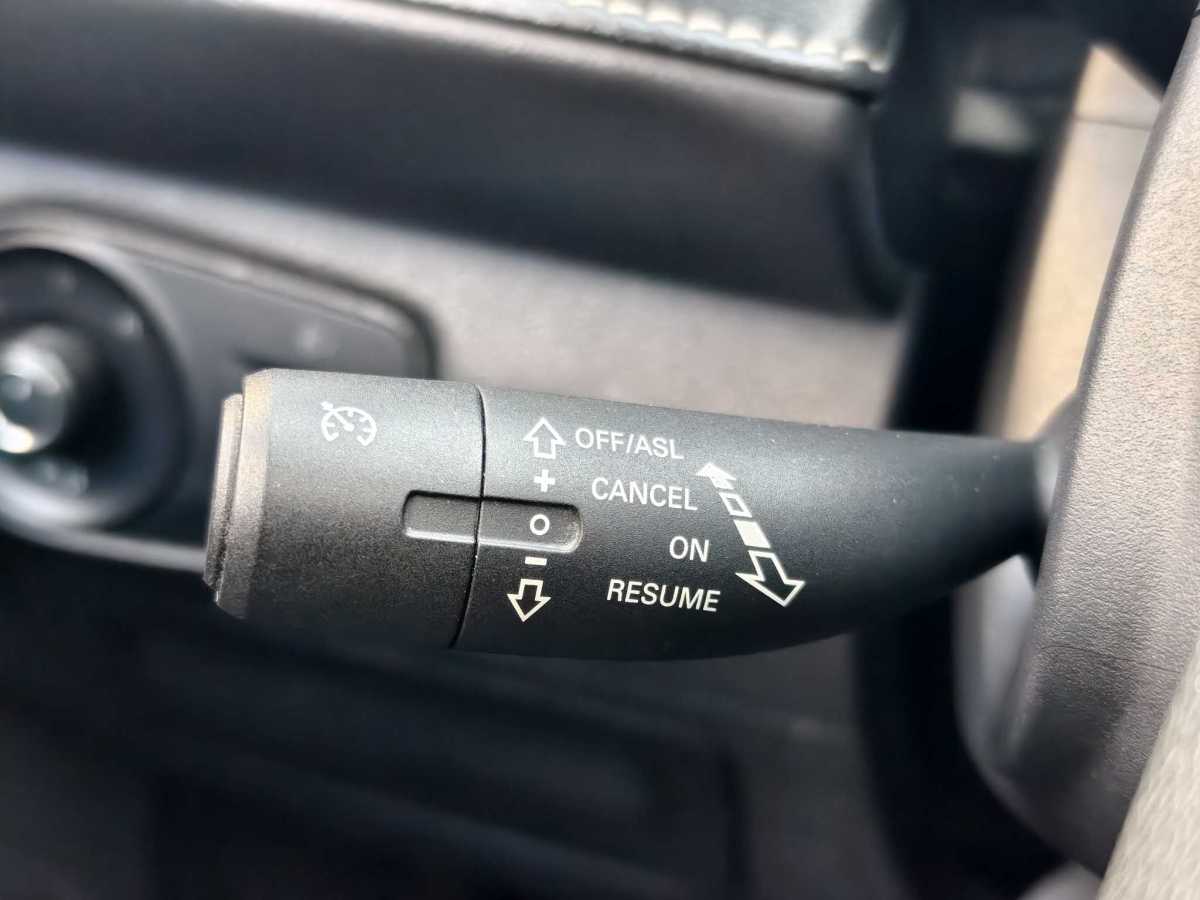 OFF/ASL
+ CANCEL
O ON
− RESUME